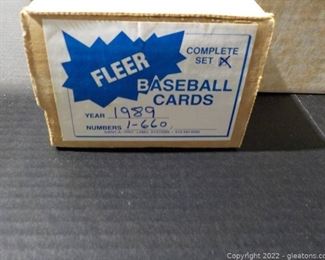 FLEER
COMPLETE
SET X
BASEBALL
CARDS
YEAR 1989
NUMBERS 1-660
Copyright 2022 - gleatons.com